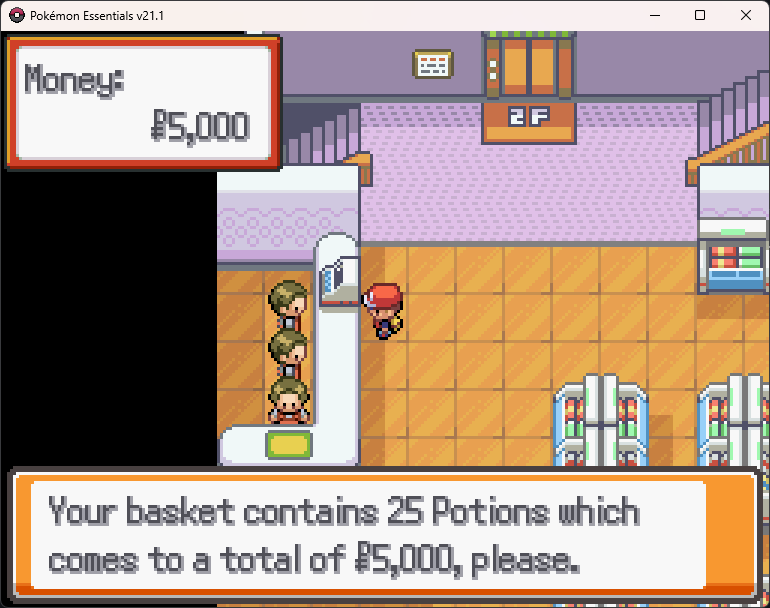 Pokémon Essentials v21.1
Money:
₽5,000
2F
Your basket contains 25 Potions which
comes to a total of ₽5,000, please.